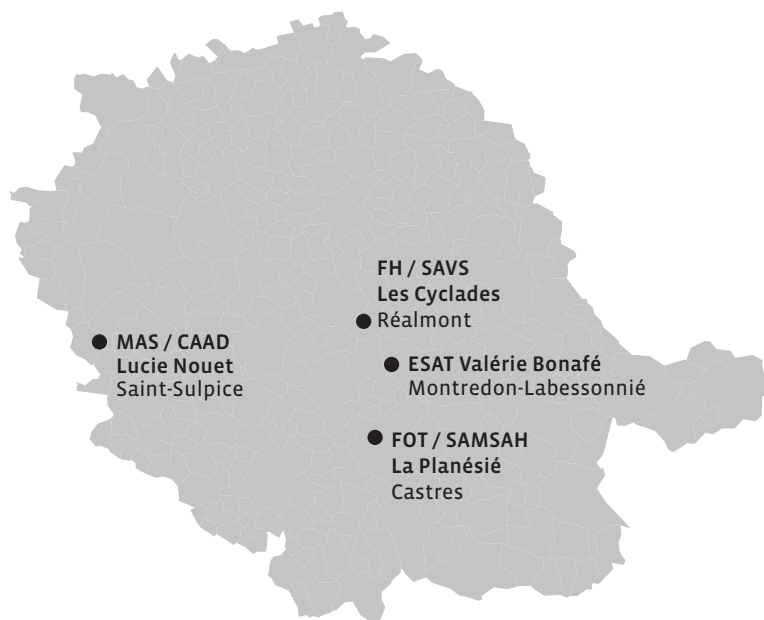 FH / SAVS
Les Cyclades
Réalmont
MAS / CAAD
Lucie Nouet
Saint-Sulpice
ESAT Valérie Bonafé
Montredon-Labessonnié
FOT / SAMSAH
La Planésié
Castres